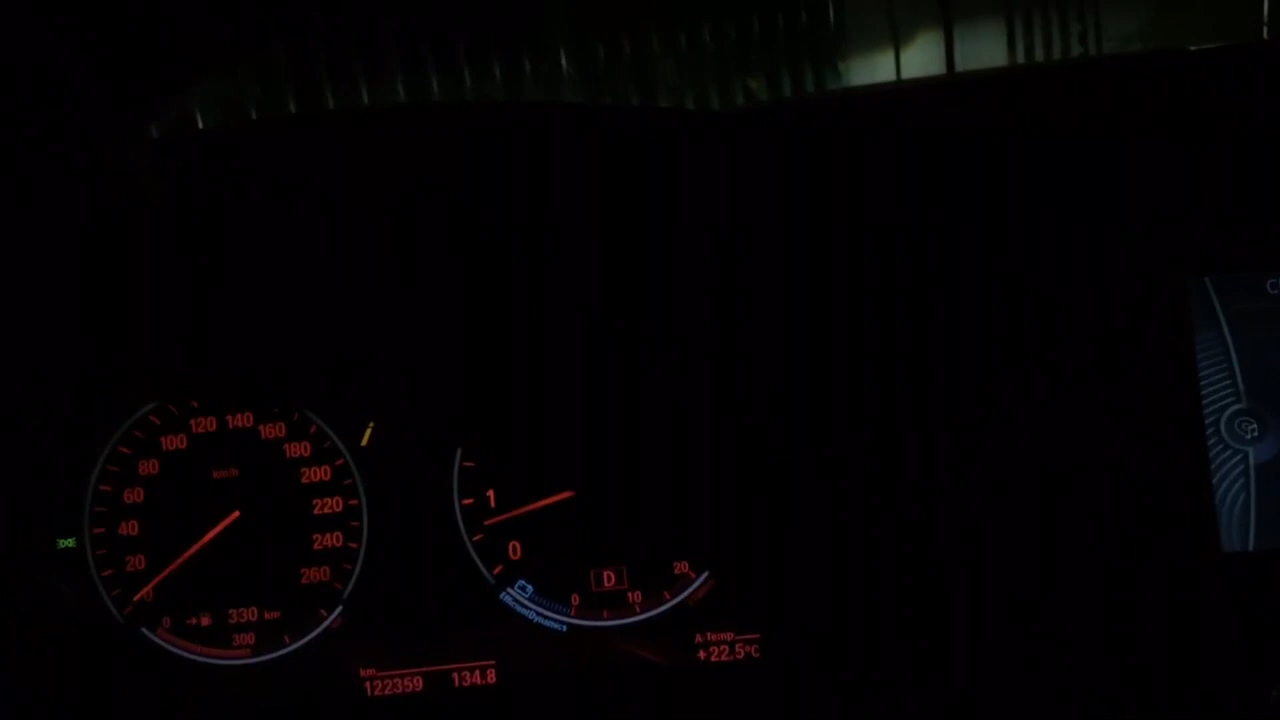 120 140
100 160
80 180
km/h
60 200
40 220
20 240
0 260
0 330 km
300
1
0
D
0 10 20
EfficientDynamics
A-Temp.
+22.5°C
km
122359 134.8